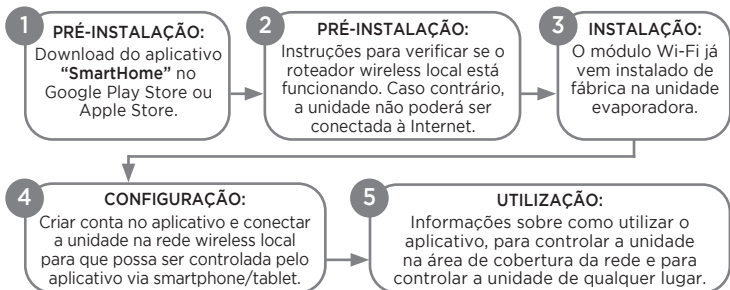 1
PRÉ-INSTALAÇÃO:
Download do aplicativo
“SmartHome” no
Google Play Store ou
Apple Store.
2
PRÉ-INSTALAÇÃO:
Instruções para verificar se o
roteador wireless local está
funcionando. Caso contrário,
a unidade não poderá ser
conectada à Internet.
3
INSTALAÇÃO:
O módulo Wi-Fi já
vem instalado de
fábrica na unidade
evaporadora.
4
CONFIGURAÇÃO:
Criar conta no aplicativo e conectar
a unidade na rede wireless local
para que possa ser controlada pelo
aplicativo via smartphone/tablet.
5
UTILIZAÇÃO:
Informações sobre como utilizar o
aplicativo, para controlar a unidade
na área de cobertura da rede e para
controlar a unidade de qualquer lugar.